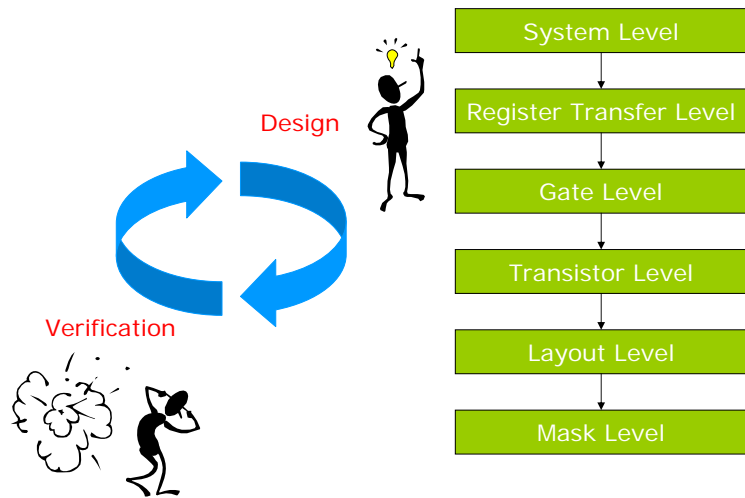 System Level
Design
Register Transfer Level
Gate Level
Transistor Level
Verification
Layout Level
Mask Level